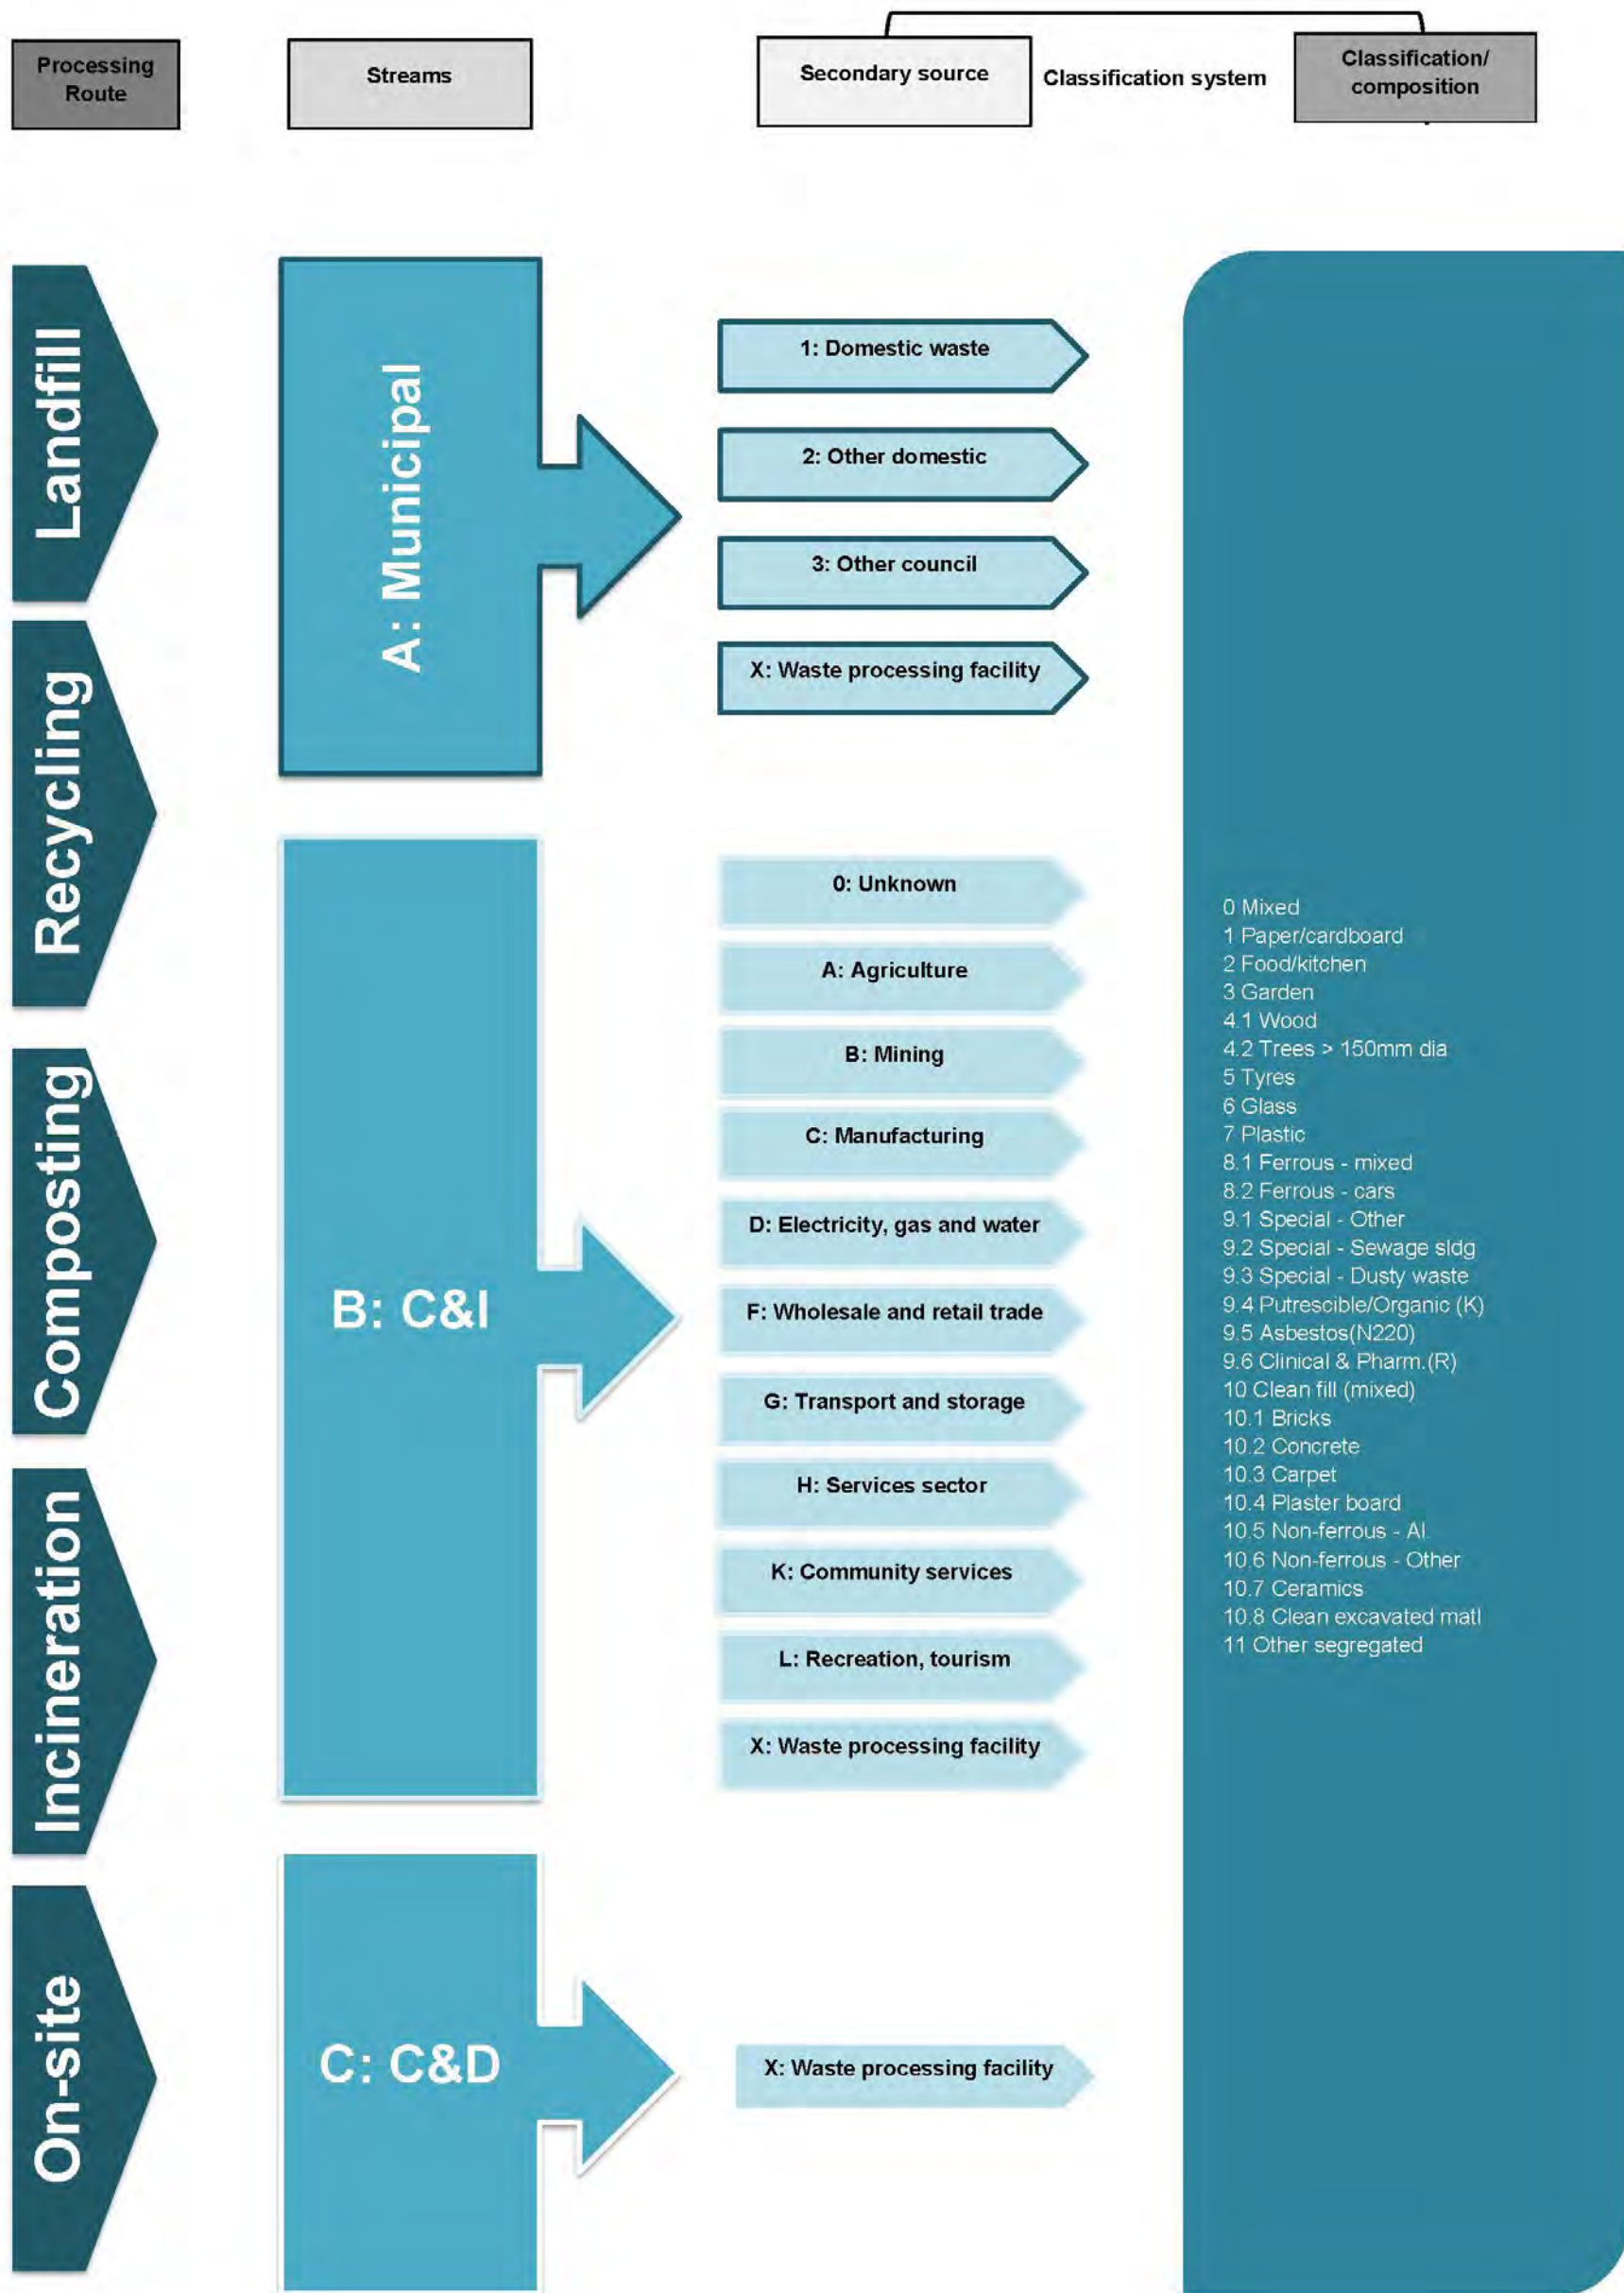 Processing
Route
Streams
Secondary source
Classification system
Classification/
composition
Landfill
Recycling
Composting
Incineration
On-site
A: Municipal
1: Domestic waste
2: Other domestic
3: Other council
X: Waste processing facility
B: C&I
0: Unknown
A: Agriculture
B: Mining
C: Manufacturing
D: Electricity, gas and water
F: Wholesale and retail trade
G: Transport and storage
H: Services sector
K: Community services
L: Recreation, tourism
X: Waste processing facility
C: C&D
X: Waste processing facility
0 Mixed
1 Paper/cardboard
2 Food/kitchen
3 Garden
4.1 Wood
4.2 Trees > 150mm dia
5 Tyres
6 Glass
7 Plastic
8.1 Ferrous - mixed
8.2 Ferrous - cars
9.1 Special - Other
9.2 Special - Sewage sldg
9.3 Special - Dusty waste
9.4 Putrescible/Organic (K)
9.5 Asbestos(N220)
9.6 Clinical & Pharm.(R)
10 Clean fill (mixed)
10.1 Bricks
10.2 Concrete
10.3 Carpet
10.4 Plaster board
10.5 Non-ferrous - Al
10.6 Non-ferrous - Other
10.7 Ceramics
10.8 Clean excavated matl
11 Other segregated